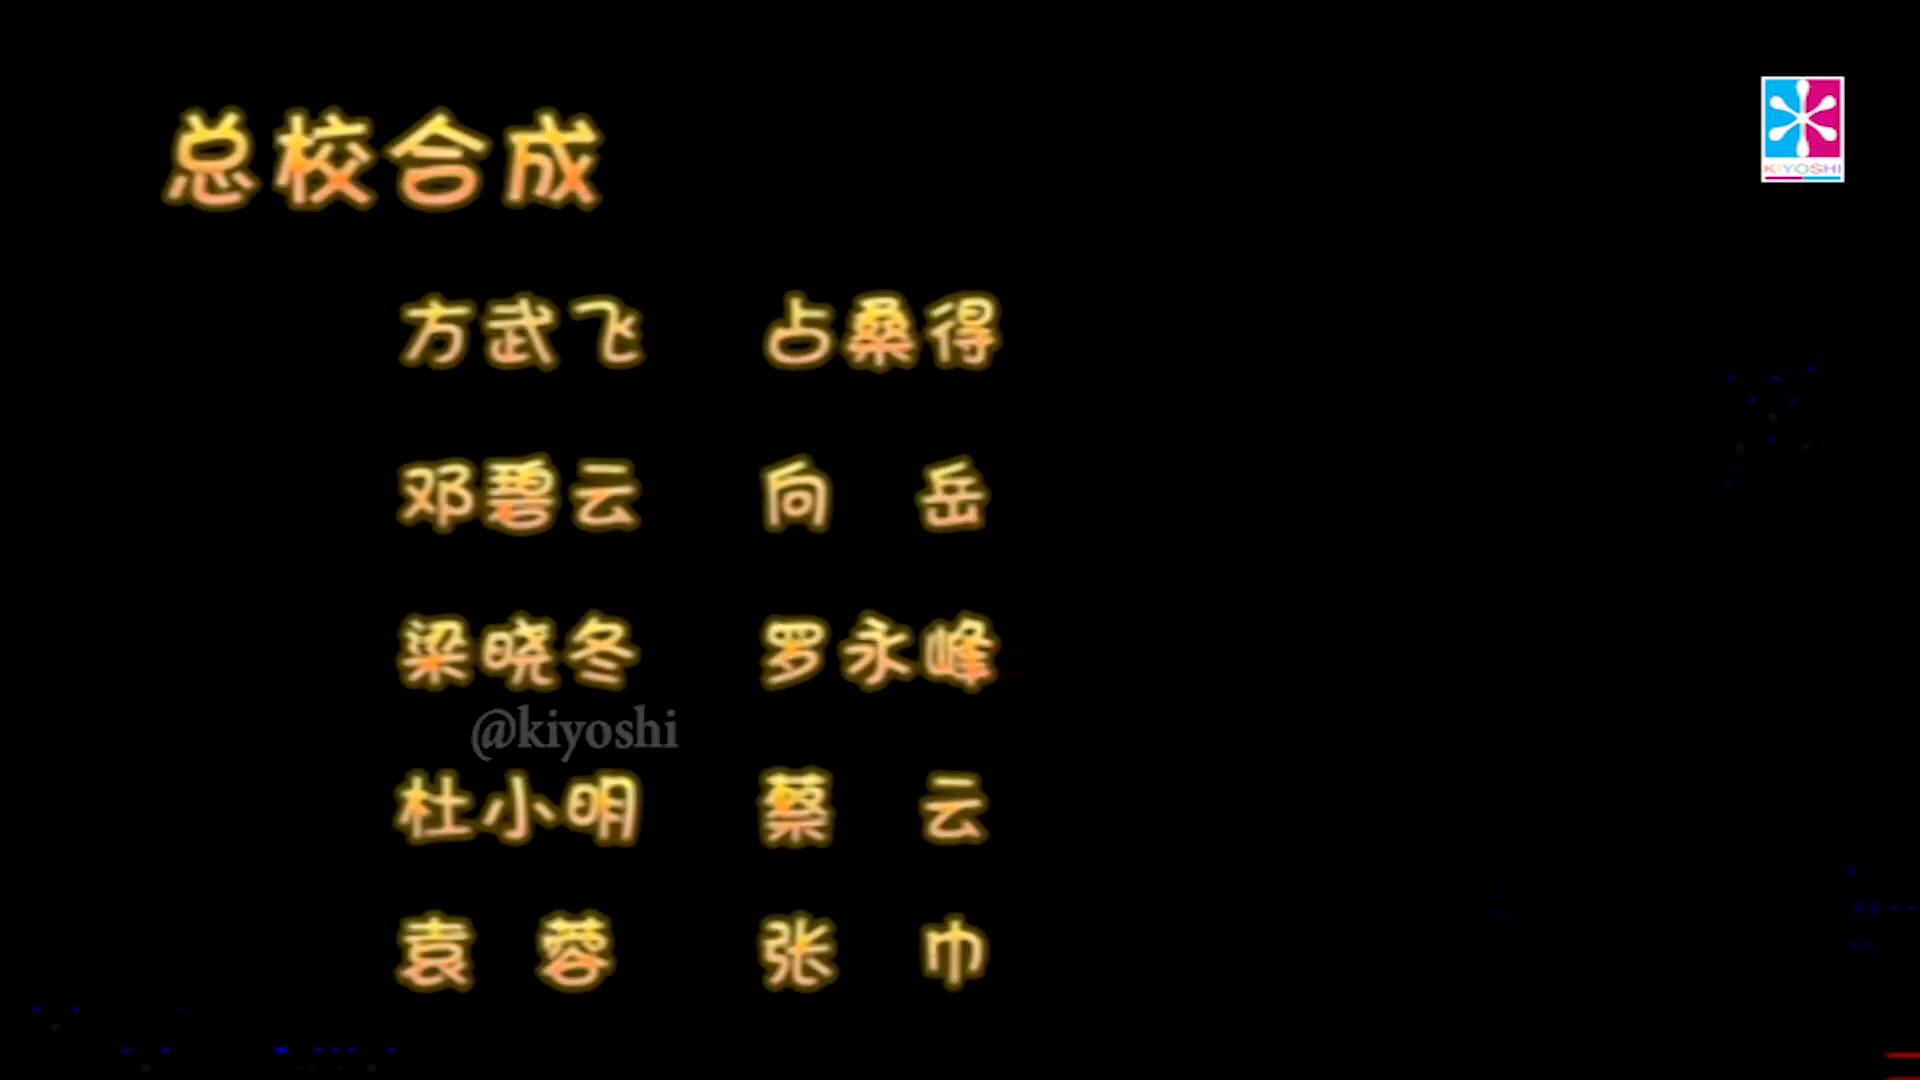 总校合成
KIYOSHI
方武飞 占桑得
邓碧云 向 岳
梁晓冬 罗永峰
@kiyoshi
杜小明 蔡 云
袁 蓉 张 巾